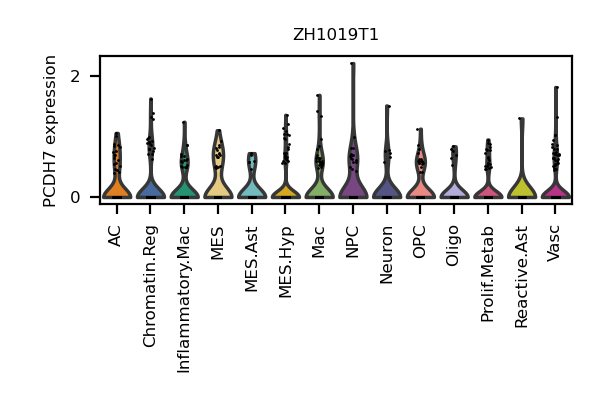 ZH1019T1
PCDH7 expression
2
0
AC
Chromatin.Reg
Inflammatory.Mac
MES
MES.Ast
MES.Hyp
Mac
NPC
Neuron
OPC
Oligo
Prolif.Metab
Reactive.Ast
Vasc